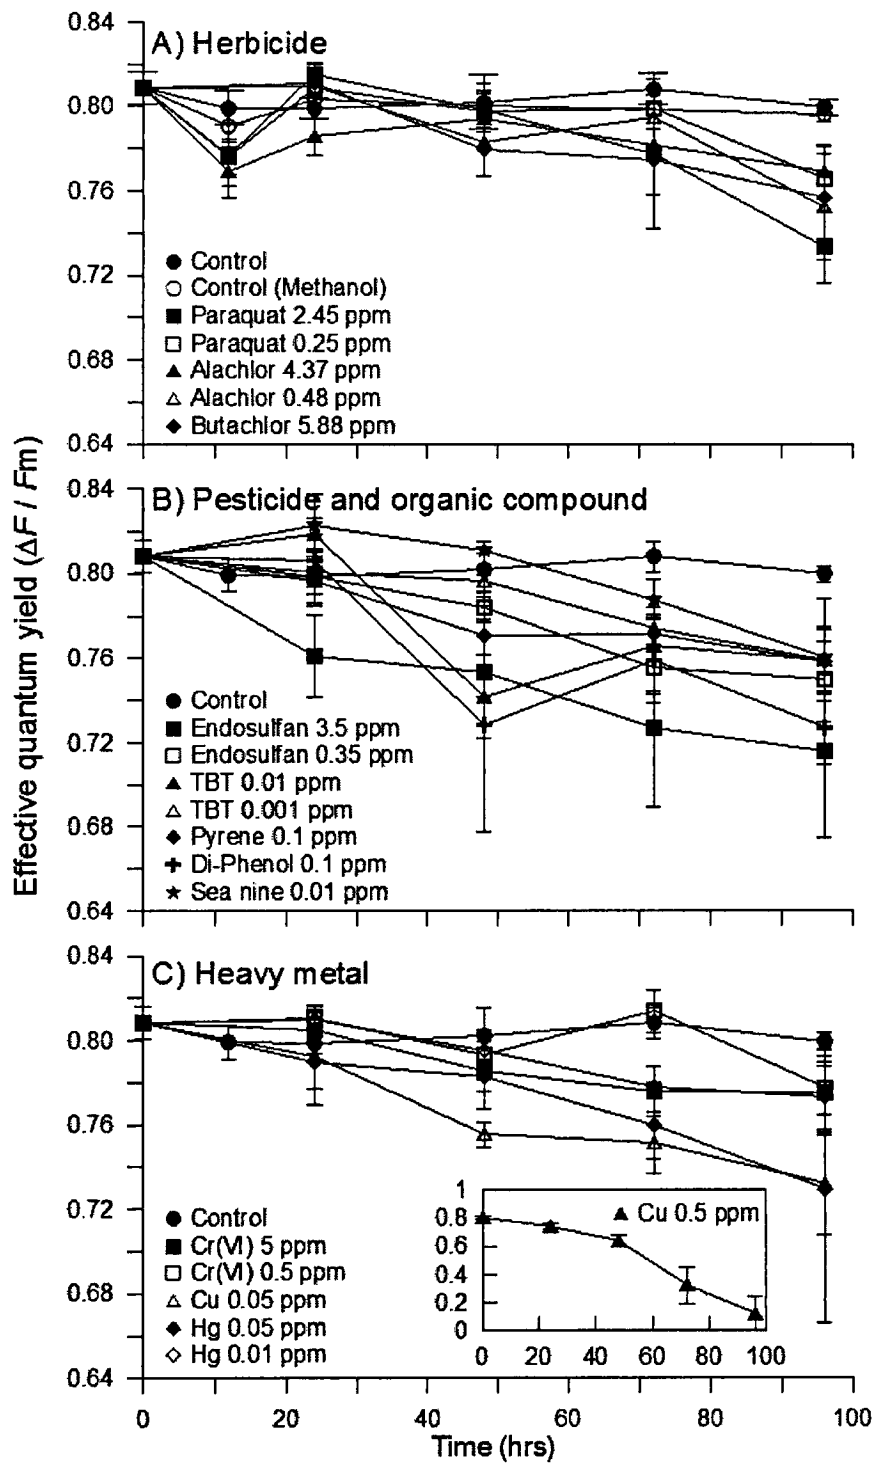 Effective quantum yield (ΔF / Fm)
0.84
A) Herbicide
0.80
0.76
0.72
0.68
0.64
Control
Control (Methanol)
Paraquat 2.45 ppm
Paraquat 0.25 ppm
Alachlor 4.37 ppm
Alachlor 0.48 ppm
Butachlor 5.88 ppm
0.84
B) Pesticide and organic compound
0.80
0.76
0.72
0.68
0.64
Control
Endosulfan 3.5 ppm
Endosulfan 0.35 ppm
TBT 0.01 ppm
TBT 0.001 ppm
Pyrene 0.1 ppm
Di-Phenol 0.1 ppm
Sea nine 0.01 ppm
0.84
C) Heavy metal
0.80
0.76
0.72
0.68
0.64
Control
Cr(VI) 5 ppm
Cr(VI) 0.5 ppm
Cu 0.05 ppm
Hg 0.05 ppm
Hg 0.01 ppm
1
0.8
0.6
0.4
0.2
0
Cu 0.5 ppm
0 20 40 60 80 100
0 20 40 60 80 100
Time (hrs)